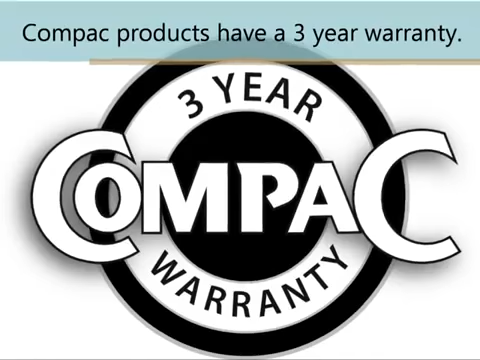 Compac products have a 3 year warranty.
3 YEAR
COMPAC
WARRANTY